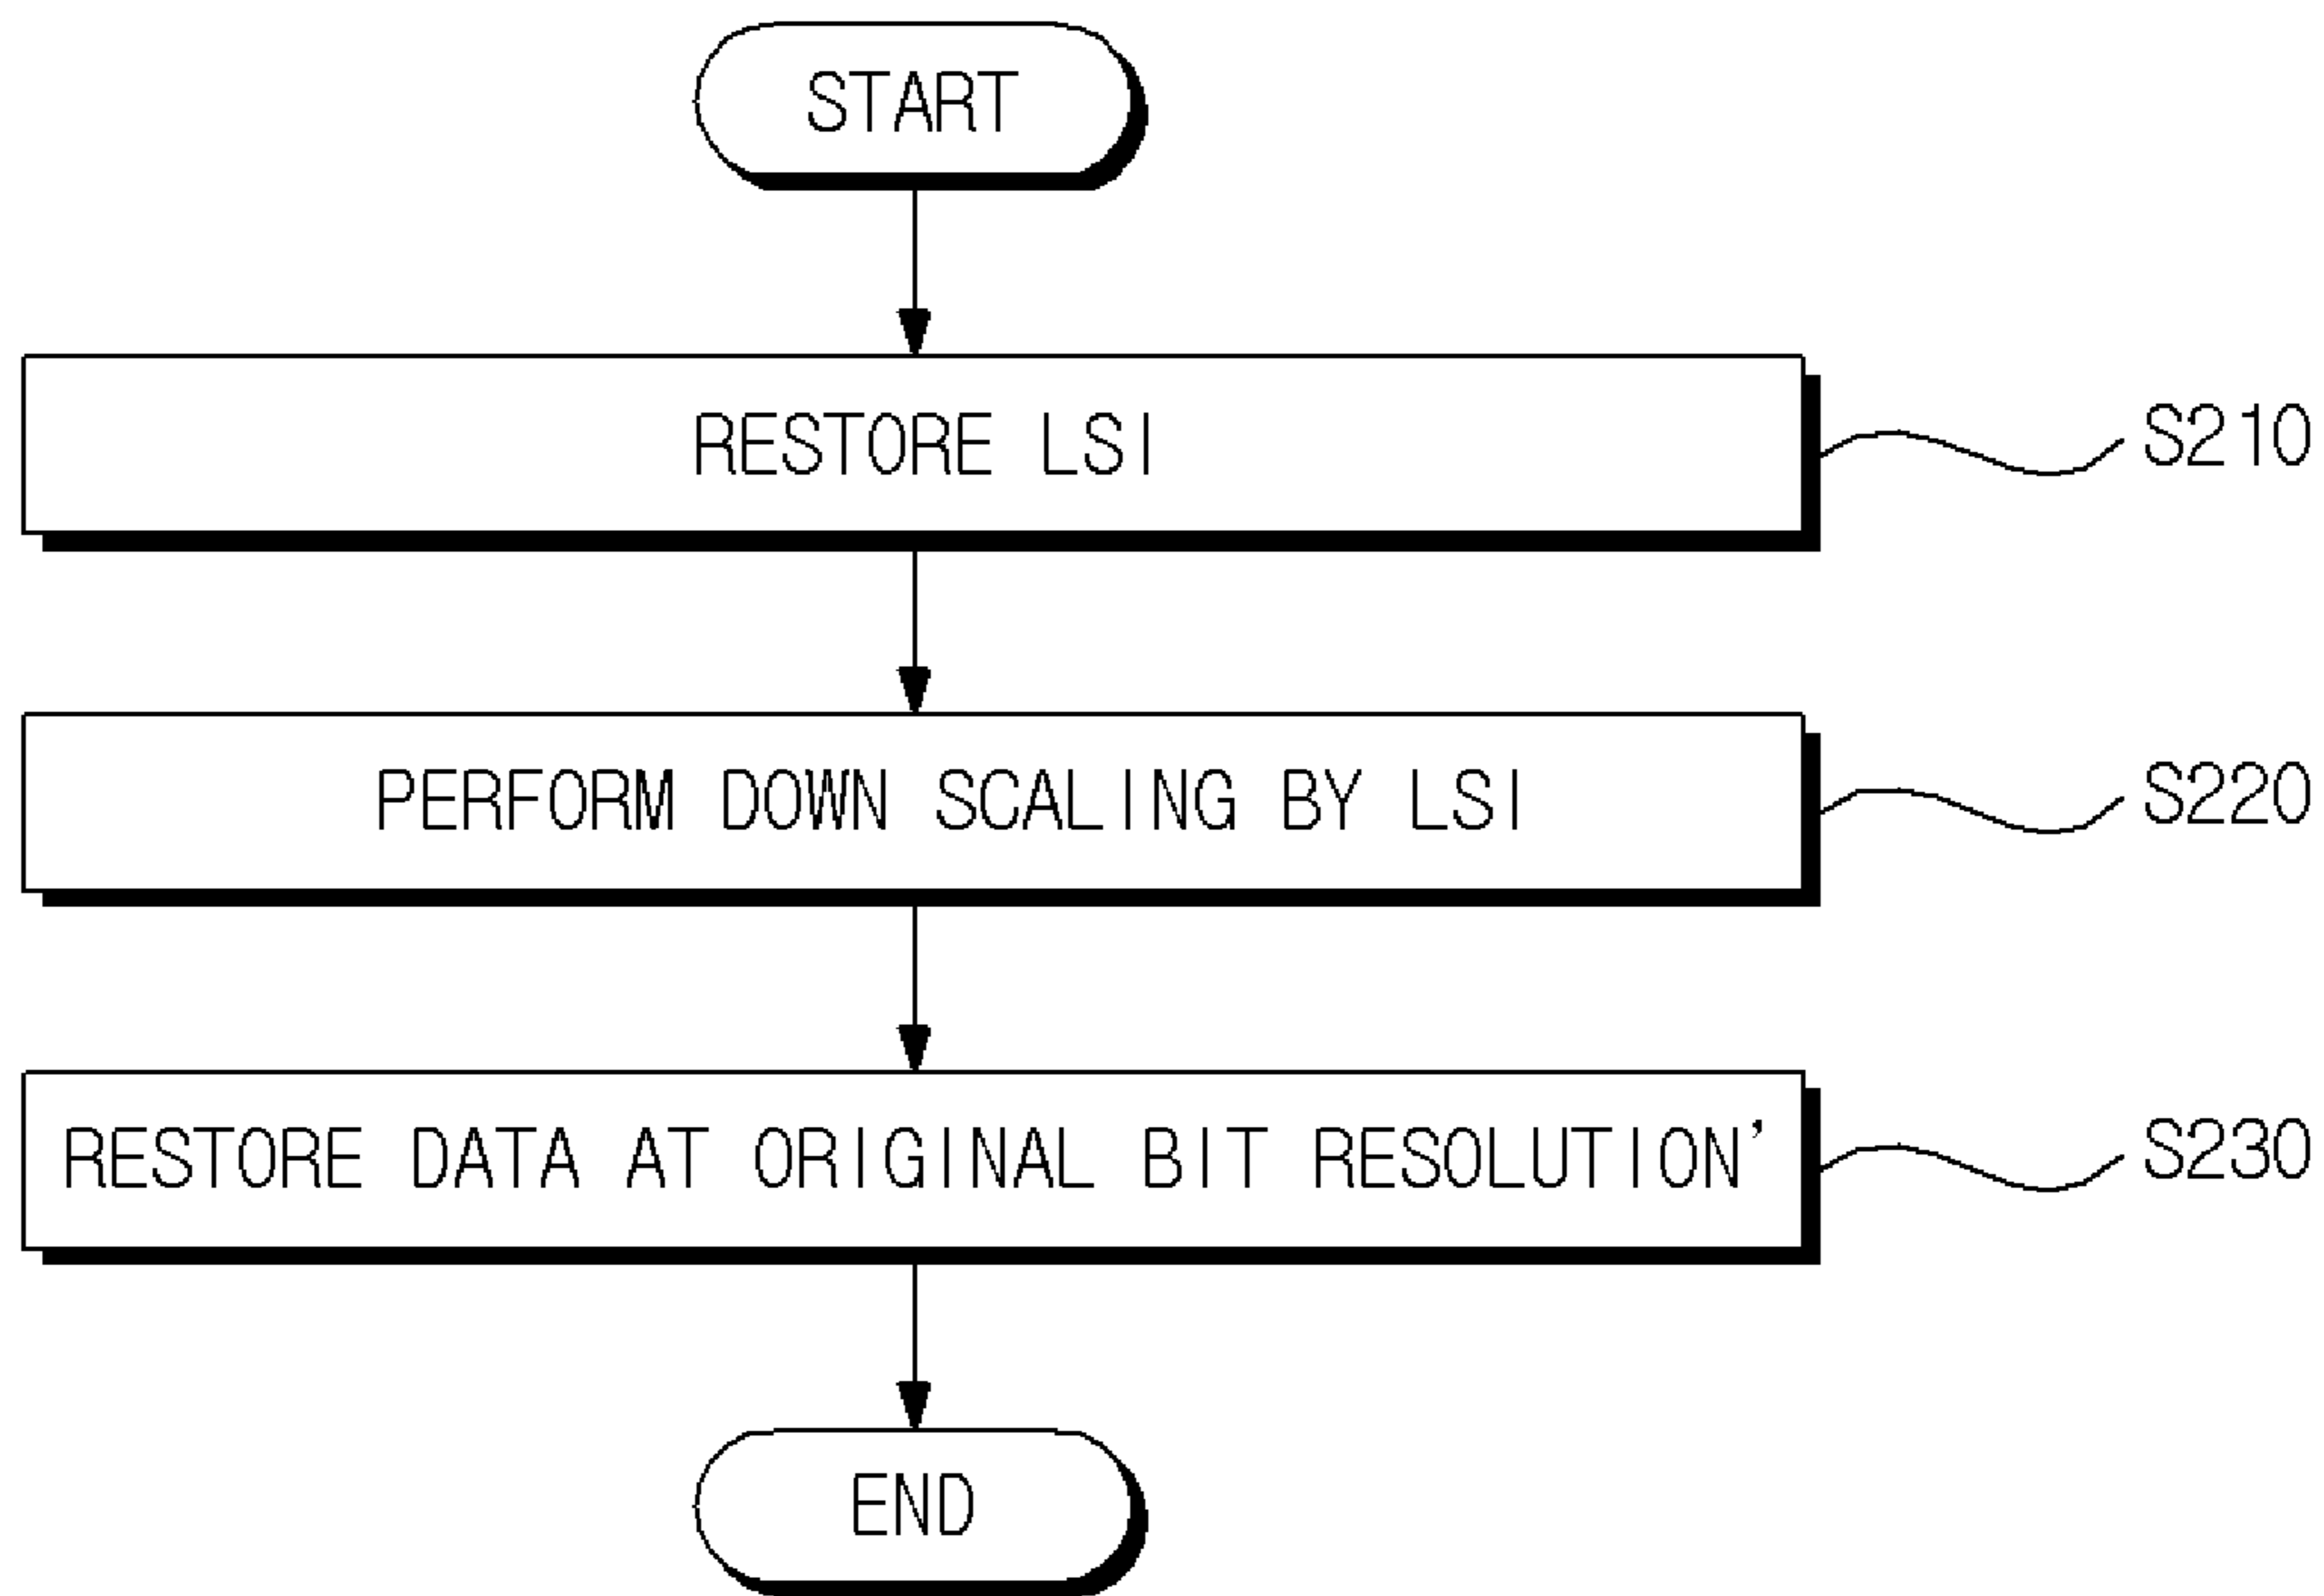 START
RESTORE LSI
S210
PERFORM DOWN SCALING BY LSI
S220
RESTORE DATA AT ORIGINAL BIT RESOLUTION'
S230
END